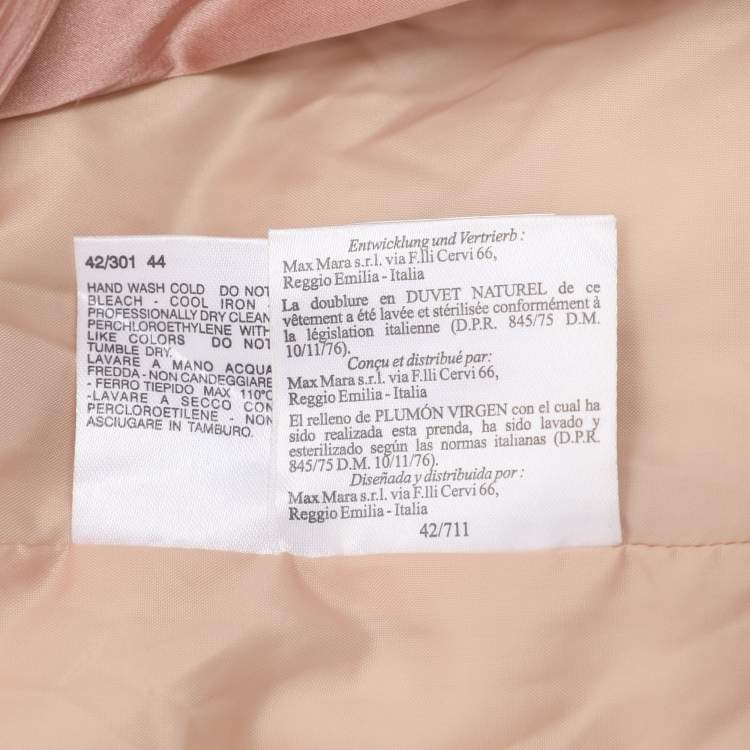 42/301 44
HAND WASH COLD DO NOT
BLEACH - COOL IRON -
PROFESSIONALLY DRY CLEAN
PERCHLOROETHYLENE WITH
LIKE COLORS DO NOT
TUMBLE DRY.
LAVARE A MANO ACQUA
FREDDA - NON CANDEGGIARE
- FERRO TIEPIDO MAX 110°C
-LAVARE A SECCO CON
PERCLOROETILENE - NON
ASCIUGARE IN TAMBURO.
Entwicklung und Vertrierb :
Max Mara s.r.l. via F.lli Cervi 66,
Reggio Emilia - Italia
La doublure en DUVET NATUREL de ce
vêtement a été lavée et stérilisée conformément à
la législation italienne (D.P.R. 845/75 D.M.
10/11/76).
Conçu et distribué par:
Max Mara s.r.l. via F.lli Cervi 66,
Reggio Emilia - Italia
El relleno de PLUMÓN VIRGEN con el cual ha
sido realizada esta prenda, ha sido lavado y
esterilizado según las normas italianas (D.P.R.
845/75 D.M. 10/11/76).
Diseñada y distribuida por :
Max Mara s.r.l. via F.lli Cervi 66,
Reggio Emilia - Italia
42/711